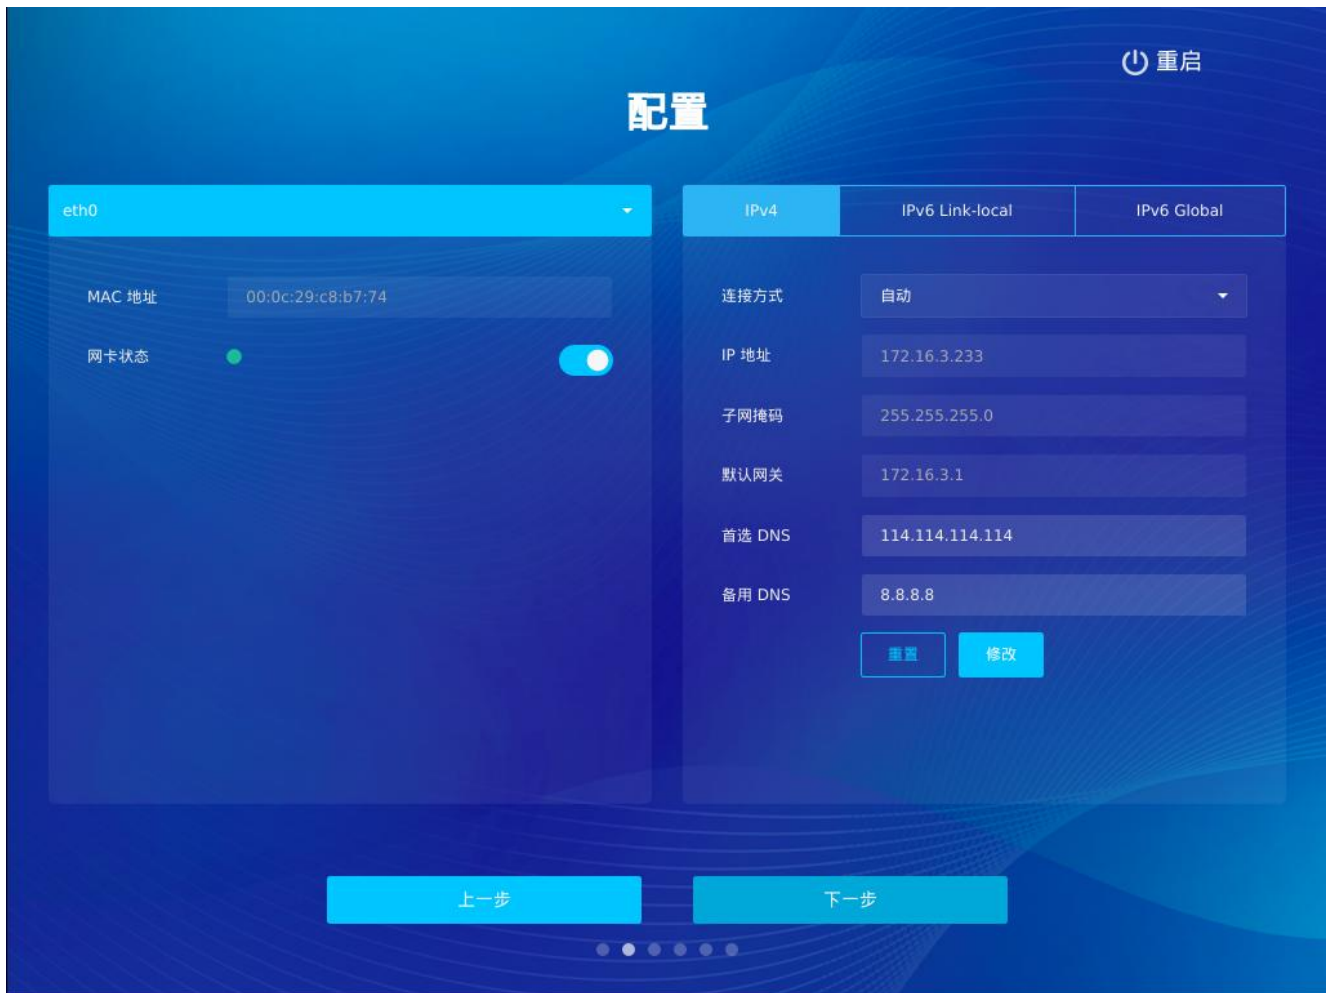 重启
配置
eth0
MAC 地址 00:0c:29:c8:b7:74
网卡状态
IPv4 IPv6 Link-local IPv6 Global
连接方式 自动
IP 地址 172.16.3.233
子网掩码 255.255.255.0
默认网关 172.16.3.1
首选 DNS 114.114.114.114
备用 DNS 8.8.8.8
重置 修改
上一步 下一步